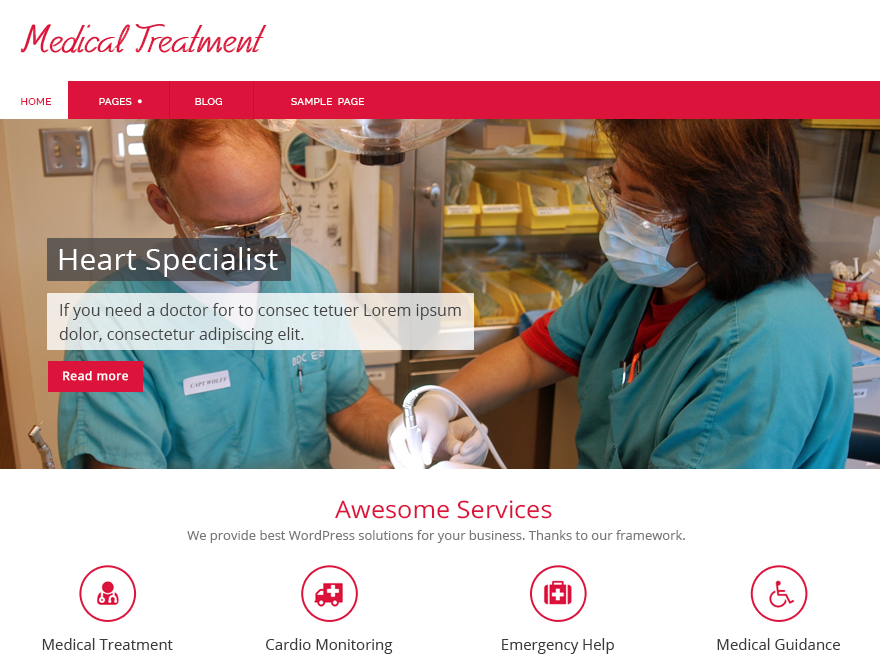 Medical Treatment
HOME
PAGES
BLOG
SAMPLE PAGE
Heart Specialist
If you need a doctor for to consec tetuer Lorem ipsum
dolor, consectetur adipiscing elit.
Read more
CAPT WOLFF
Awesome Services
We provide best WordPress solutions for your business. Thanks to our framework.
Medical Treatment
Cardio Monitoring
Emergency Help
Medical Guidance